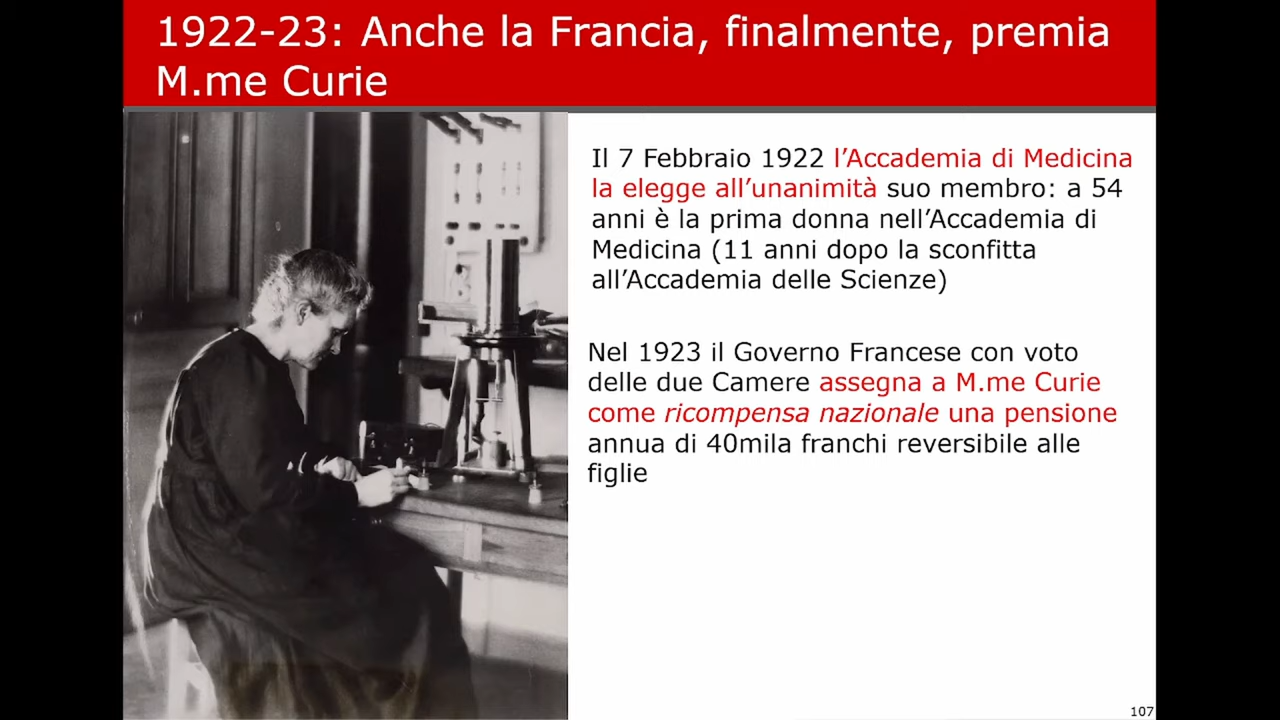 1922-23: Anche la Francia, finalmente, premia
M.me Curie
Il 7 Febbraio 1922 l’Accademia di Medicina
la elegge all’unanimità suo membro: a 54
anni è la prima donna nell’Accademia di
Medicina (11 anni dopo la sconfitta
all’Accademia delle Scienze)
Nel 1923 il Governo Francese con voto
delle due Camere assegna a M.me Curie
come ricompensa nazionale una pensione
annua di 40mila franchi reversibile alle
figlie
107